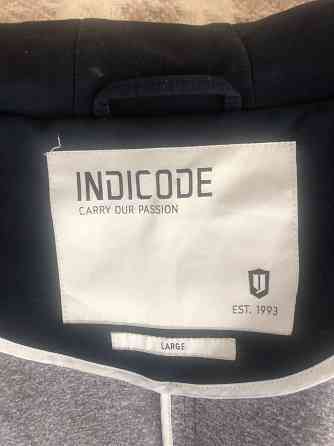 INDICODE
CARRY OUR PASSION
EST. 1993
LARGE